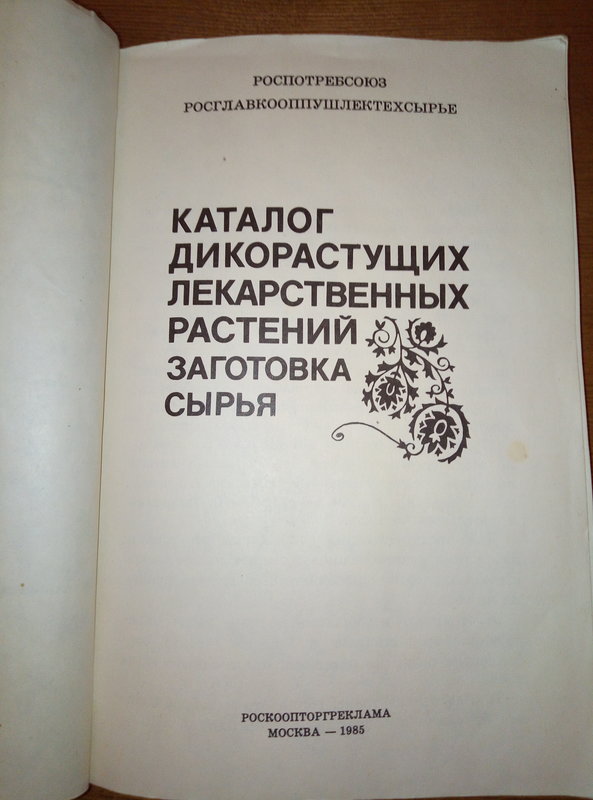 РОСПОТРЕБСОЮЗ
РОСГЛАВКООППУШЛЕКТЕХСЫРЬЕ
КАТАЛОГ
ДИКОРАСТУЩИХ
ЛЕКАРСТВЕННЫХ
РАСТЕНИЙ
ЗАГОТОВКА
СЫРЬЯ
РОСКООПТОРГРЕКЛАМА
МОСКВА — 1985